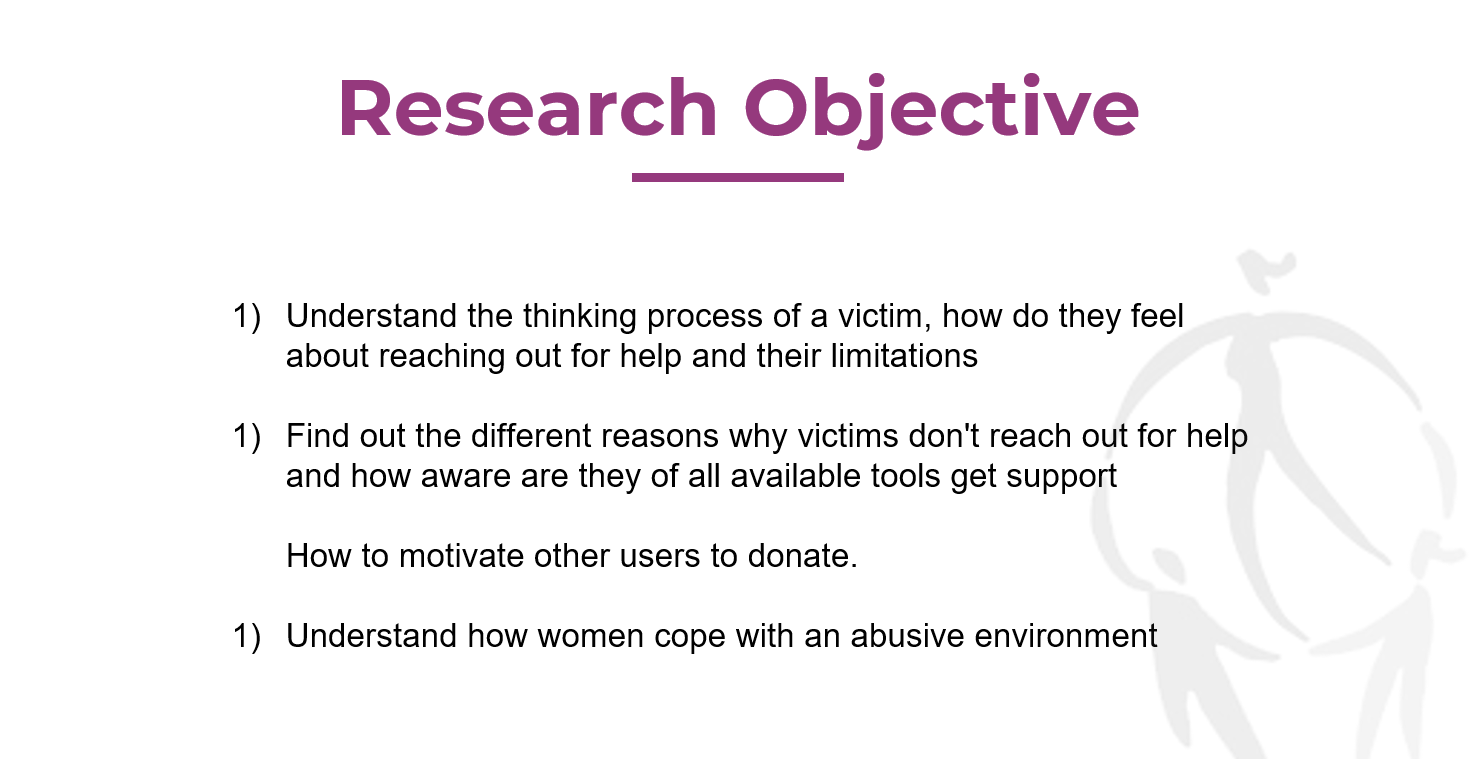 Research Objective
1) Understand the thinking process of a victim, how do they feel
about reaching out for help and their limitations
1) Find out the different reasons why victims don't reach out for help
and how aware are they of all available tools get support
How to motivate other users to donate.
1) Understand how women cope with an abusive environment